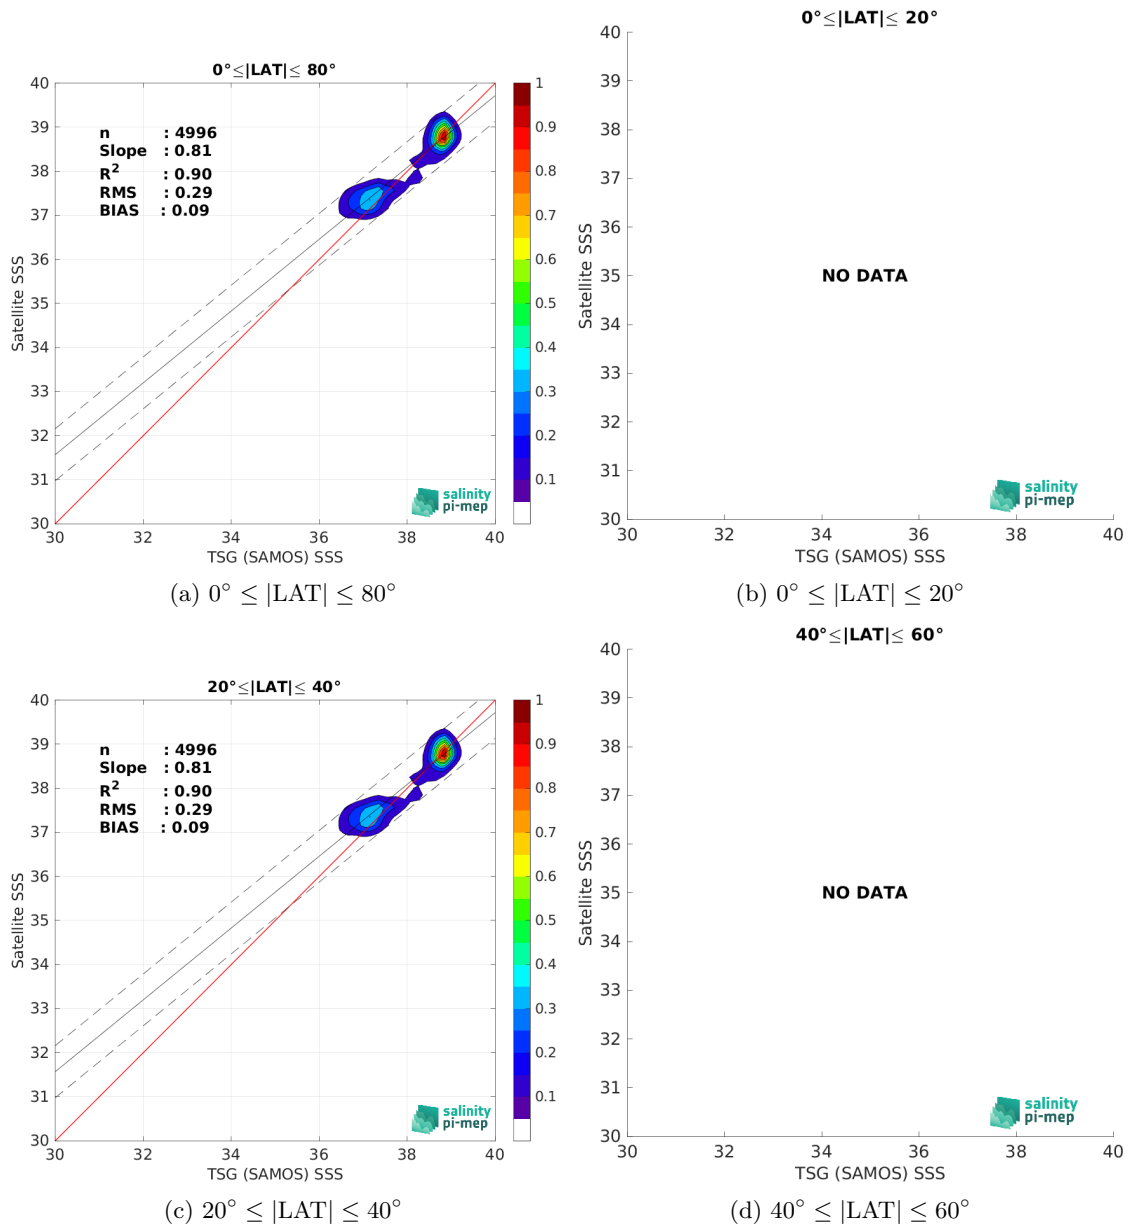 0°≤|LAT|≤ 80°
40
39
38
37
36
35
34
33
32
31
30
30 32 34 36 38 40
Satellite SSS
TSG (SAMOS) SSS
n : 4996
Slope : 0.81
R² : 0.90
RMS : 0.29
BIAS : 0.09
1
0.9
0.8
0.7
0.6
0.5
0.4
0.3
0.2
0.1
salinity
pi-mep
(a) 0° ≤ |LAT| ≤ 80°
0°≤|LAT|≤ 20°
40
39
38
37
36
35
34
33
32
31
30
30 32 34 36 38 40
Satellite SSS
TSG (SAMOS) SSS
NO DATA
salinity
pi-mep
(b) 0° ≤ |LAT| ≤ 20°
20°≤|LAT|≤ 40°
40
39
38
37
36
35
34
33
32
31
30
30 32 34 36 38 40
Satellite SSS
TSG (SAMOS) SSS
n : 4996
Slope : 0.81
R² : 0.90
RMS : 0.29
BIAS : 0.09
1
0.9
0.8
0.7
0.6
0.5
0.4
0.3
0.2
0.1
salinity
pi-mep
(c) 20° ≤ |LAT| ≤ 40°
40°≤|LAT|≤ 60°
40
39
38
37
36
35
34
33
32
31
30
30 32 34 36 38 40
Satellite SSS
TSG (SAMOS) SSS
NO DATA
salinity
pi-mep
(d) 40° ≤ |LAT| ≤ 60°